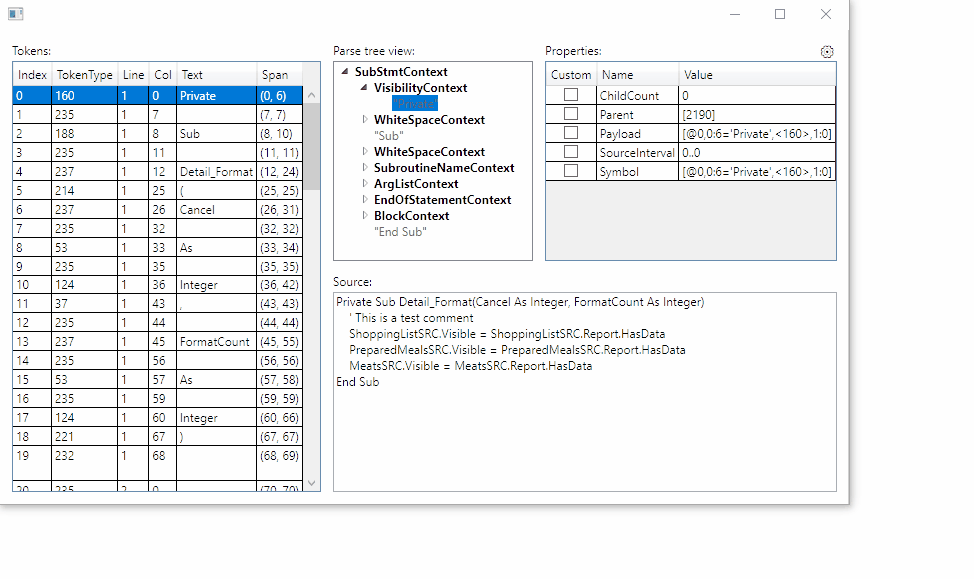 Tokens:
Index TokenType Line Col Text Span
0 160 1 0 Private (0, 6)
1 235 1 7 (7, 7)
2 188 1 8 Sub (8, 10)
3 235 1 11 (11, 11)
4 237 1 12 Detail_Format (12, 24)
5 214 1 25 ( (25, 25)
6 237 1 26 Cancel (26, 31)
7 235 1 32 (32, 32)
8 53 1 33 As (33, 34)
9 235 1 35 (35, 35)
10 124 1 36 Integer (36, 42)
11 37 1 43 , (43, 43)
12 235 1 44 (44, 44)
13 237 1 45 FormatCount (45, 55)
14 235 1 56 (56, 56)
15 53 1 57 As (57, 58)
16 235 1 59 (59, 59)
17 124 1 60 Integer (60, 66)
18 221 1 67 ) (67, 67)
19 232 1 68 (68, 69)
20 235 2 0 (70, 70)
Parse tree view:
SubStmtContext
VisibilityContext
"Private"
WhiteSpaceContext
"Sub"
WhiteSpaceContext
SubroutineNameContext
ArgListContext
EndOfStatementContext
BlockContext
"End Sub"
Properties:
Custom Name Value
ChildCount 0
Parent [2190]
Payload [@0,0:6='Private',<160>,1:0]
SourceInterval 0..0
Symbol [@0,0:6='Private',<160>,1:0]
Source:
Private Sub Detail_Format(Cancel As Integer, FormatCount As Integer)
' This is a test comment
ShoppingListSRC.Visible = ShoppingListSRC.Report.HasData
PreparedMealsSRC.Visible = PreparedMealsSRC.Report.HasData
MeatsSRC.Visible = MeatsSRC.Report.HasData
End Sub